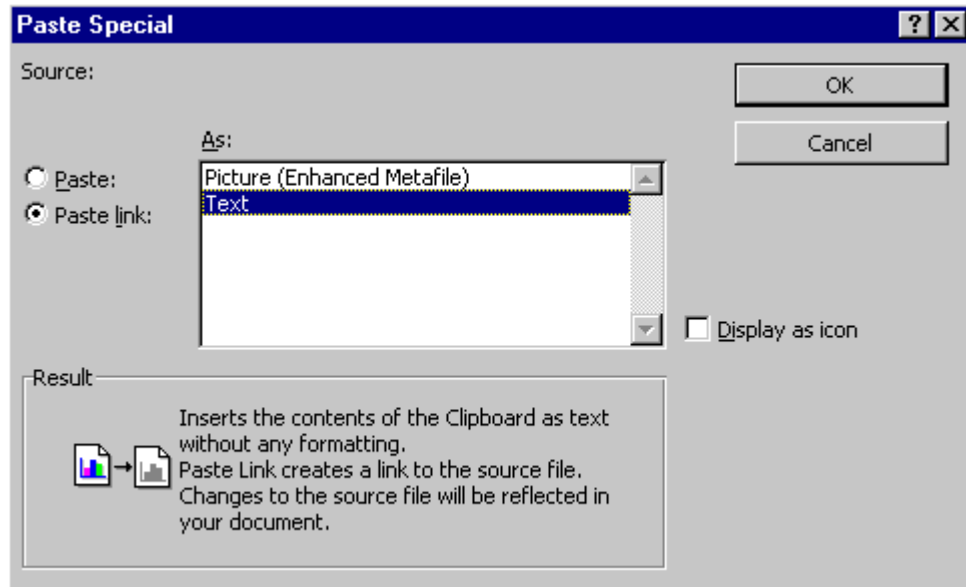 Paste Special
Source:
OK
Cancel
As:
Paste:
Paste link:
Picture (Enhanced Metafile)
Text
Display as icon
Result
Inserts the contents of the Clipboard as text
without any formatting.
Paste Link creates a link to the source file.
Changes to the source file will be reflected in
your document.